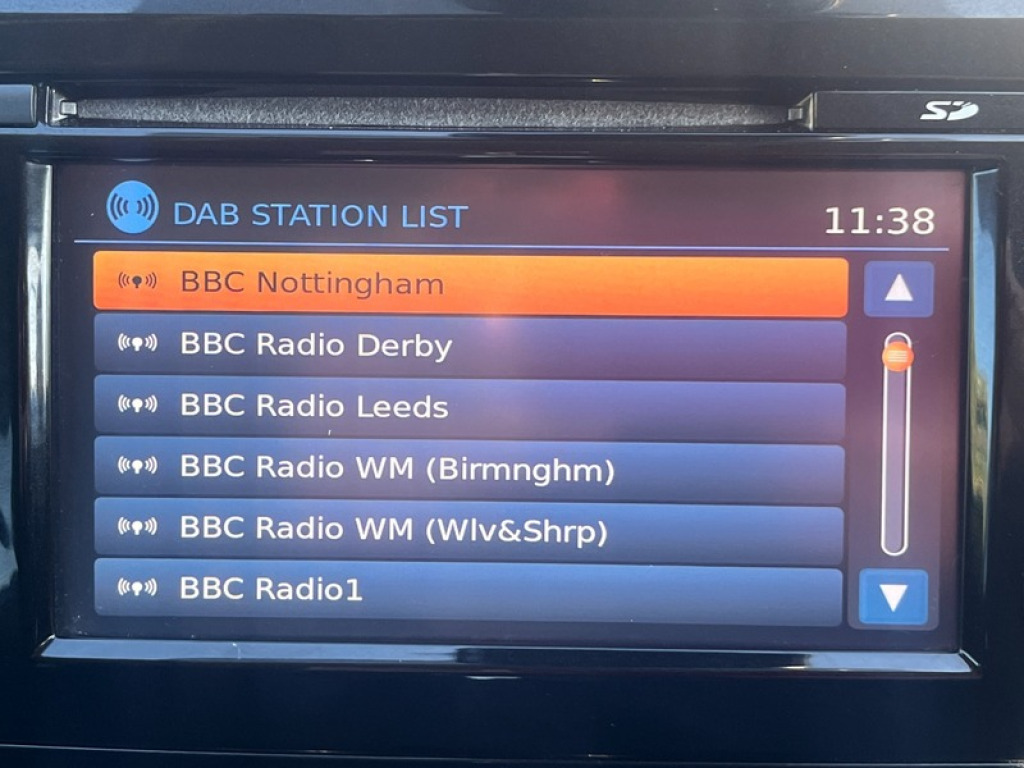 SD
DAB STATION LIST
11:38
BBC Nottingham
BBC Radio Derby
BBC Radio Leeds
BBC Radio WM (Birmnghm)
BBC Radio WM (Wlv&Shrp)
BBC Radio1